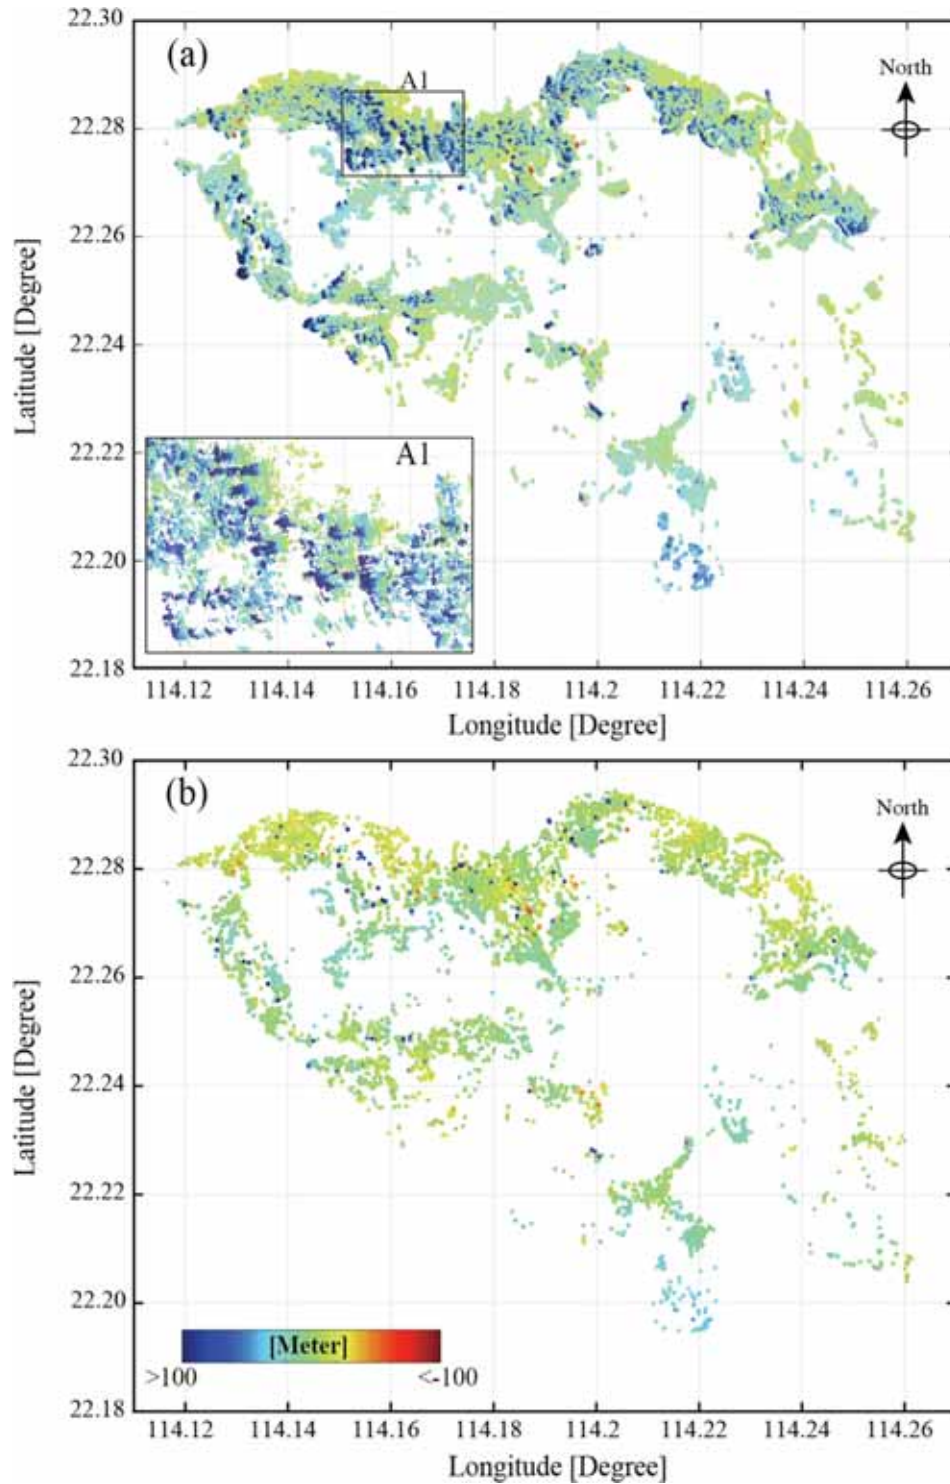 22.30
(a)
A1
North
22.28
22.26
Latitude [Degree]
22.24
22.22
A1
22.20
22.18
114.12 114.14 114.16 114.18 114.2 114.22 114.24 114.26
Longitude [Degree]
22.30
(b)
North
22.28
22.26
Latitude [Degree]
22.24
22.22
22.20
[Meter]
>100 <-100
22.18
114.12 114.14 114.16 114.18 114.2 114.22 114.24 114.26
Longitude [Degree]